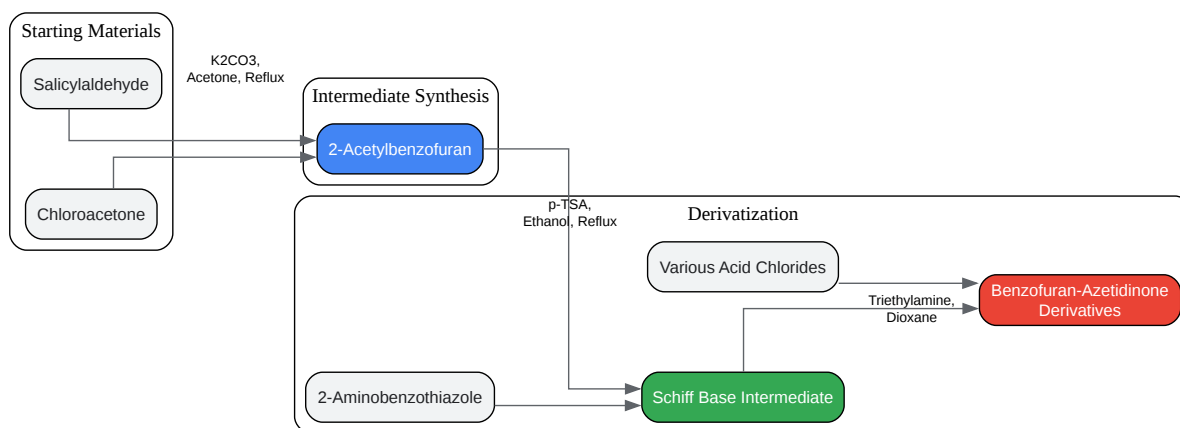 Starting Materials
Salicylaldehyde
K2CO3,
Acetone, Reflux
Intermediate Synthesis
2-Acetylbenzofuran
Chloroacetone
p-TSA,
Ethanol, Reflux
Derivatization
Various Acid Chlorides
Benzofuran-Azetidinone
Derivatives
Triethylamine,
Dioxane
2-Aminobenzothiazole
Schiff Base Intermediate